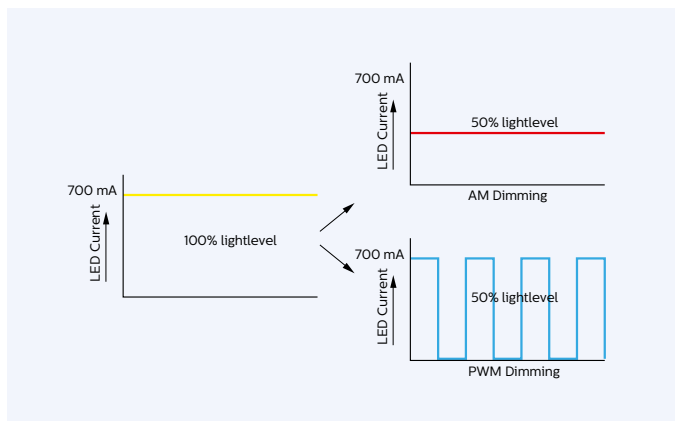 700 mA
LED Current
100% lightlevel
700 mA
LED Current
50% lightlevel
AM Dimming
700 mA
LED Current
50% lightlevel
PWM Dimming